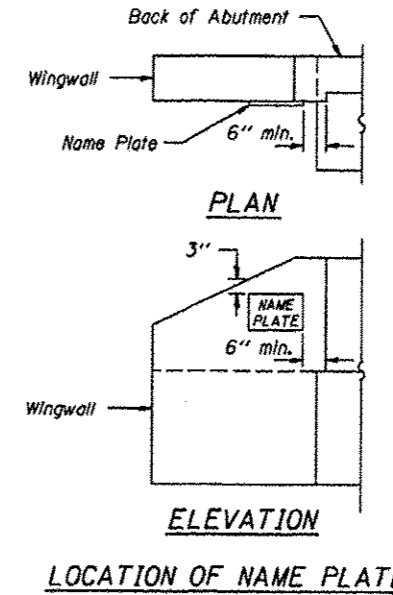 Back of Abutment
Wingwall
Name Plate
6" min.
PLAN
3"
NAME
PLATE
6" min.
Wingwall
ELEVATION
LOCATION OF NAME PLATE